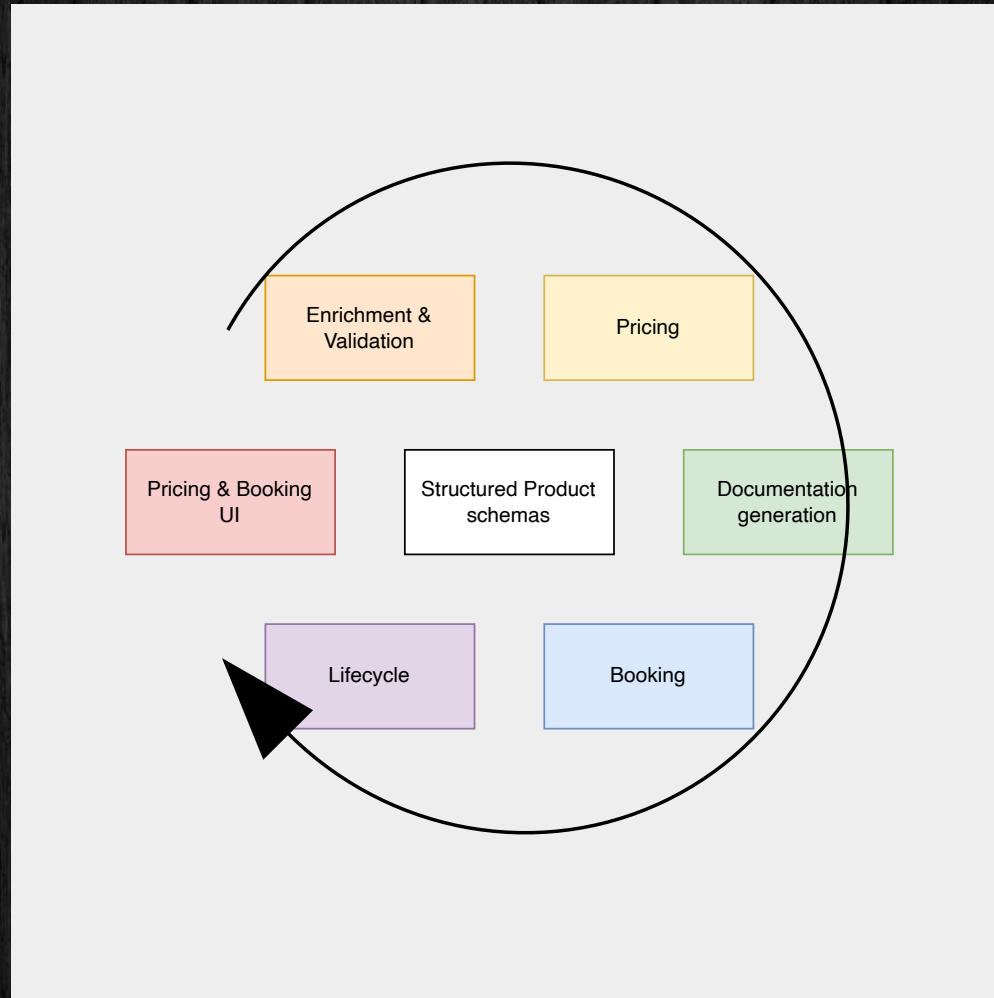 Enrichment &
Validation
Pricing
Pricing & Booking
UI
Structured Product
schemas
Documentation
generation
Lifecycle
Booking